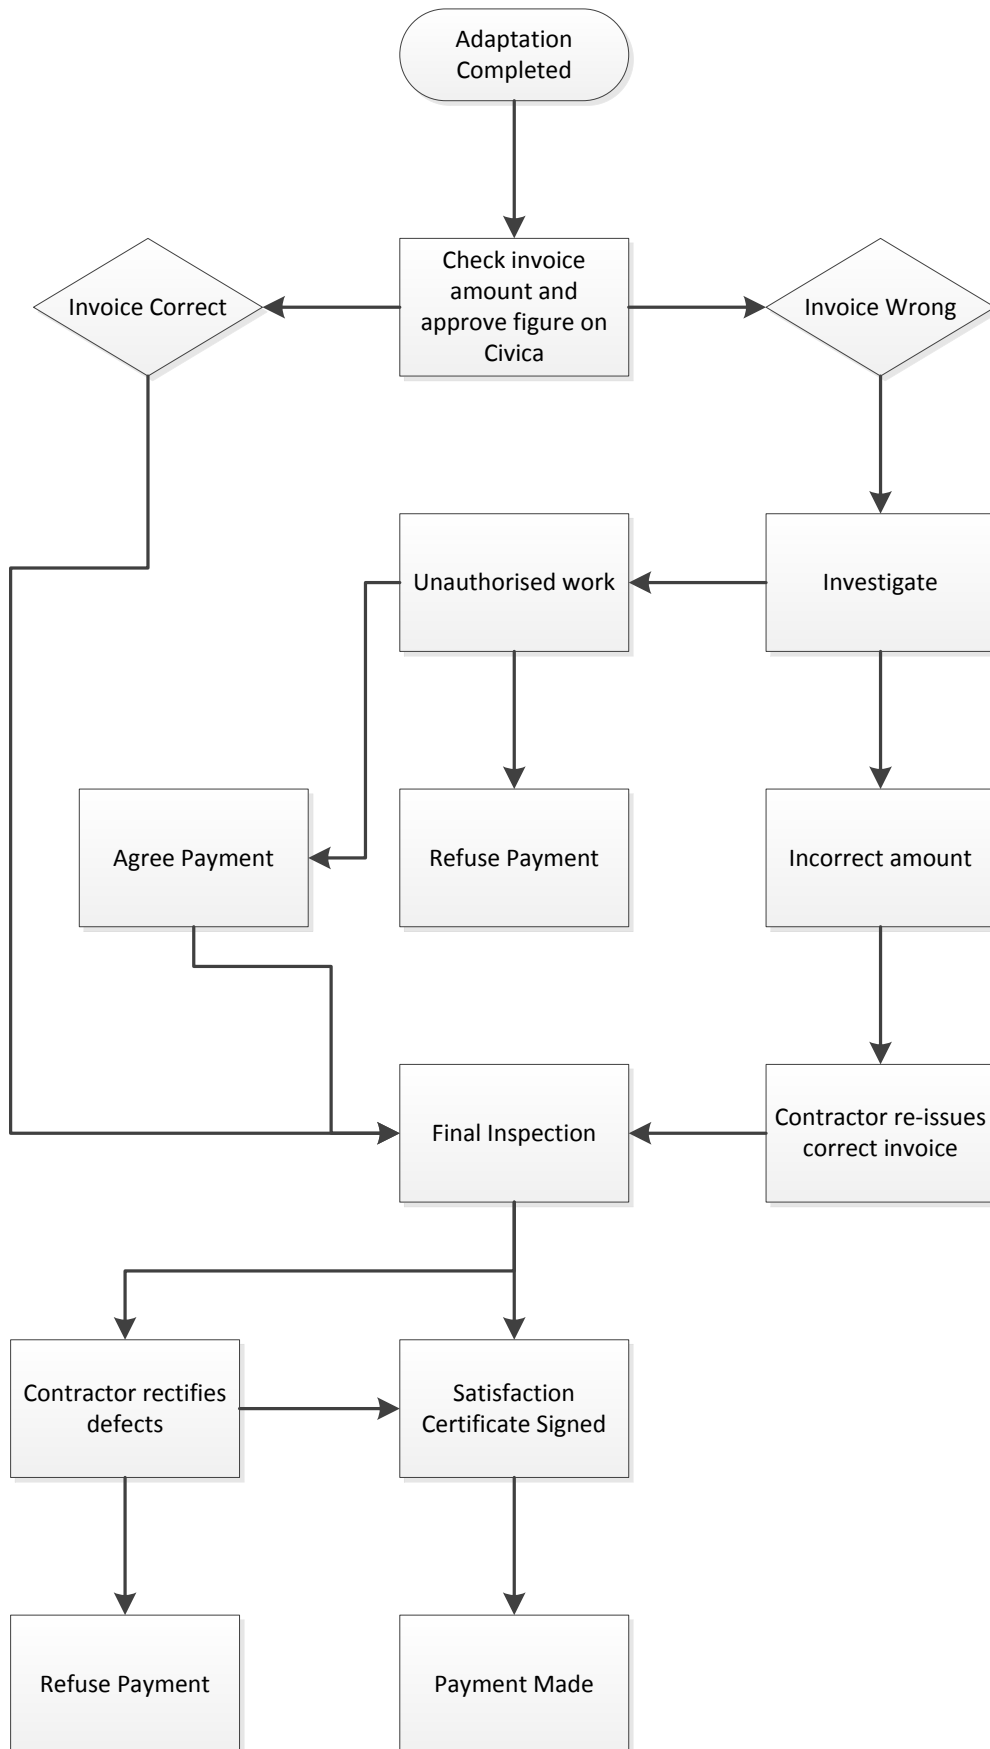 Adaptation
Completed
Invoice Correct
Check invoice
amount and
approve figure on
Civica
Invoice Wrong
Unauthorised work
Investigate
Agree Payment
Refuse Payment
Incorrect amount
Final Inspection
Contractor re-issues
correct invoice
Contractor rectifies
defects
Satisfaction
Certificate Signed
Refuse Payment
Payment Made